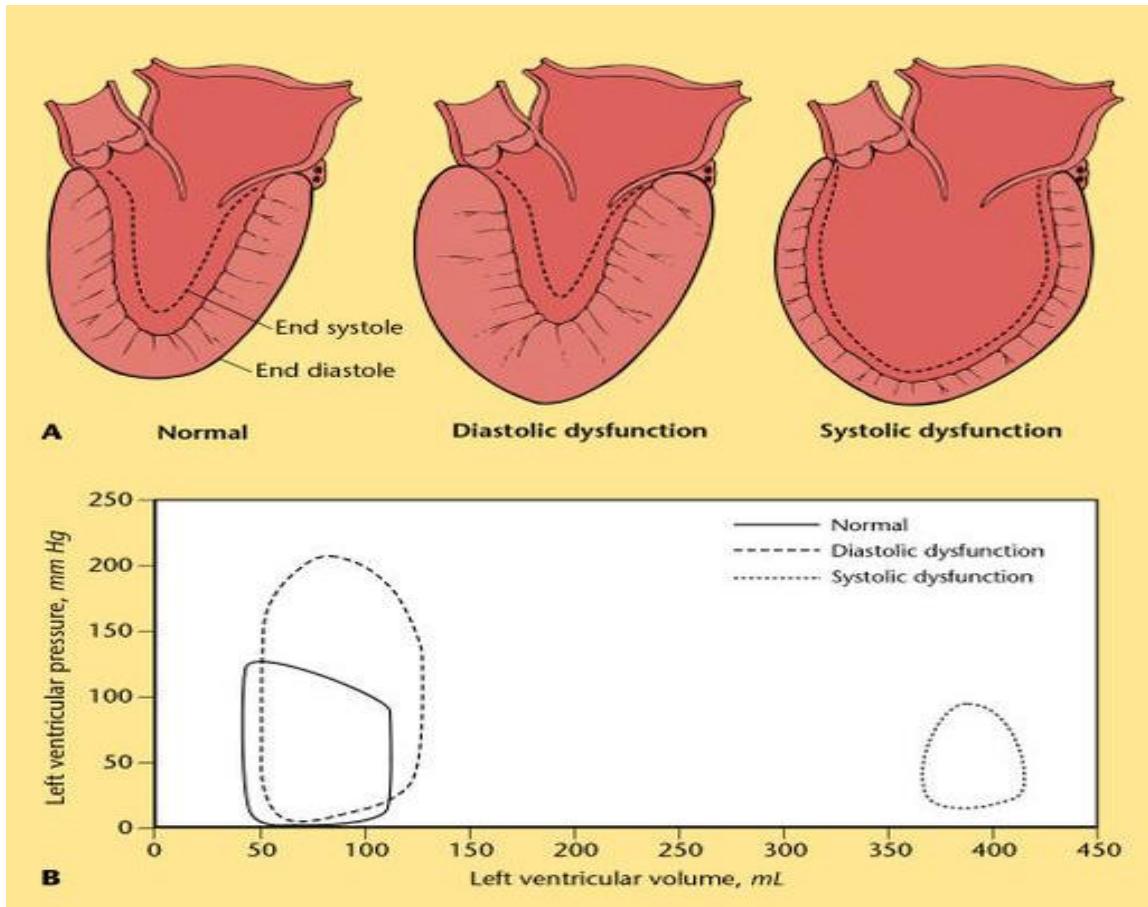 End systole
End diastole
A Normal Diastolic dysfunction Systolic dysfunction
250
200
150
100
50
0
Left ventricular pressure, mm Hg
Normal
Diastolic dysfunction
Systolic dysfunction
0 50 100 150 200 250 300 350 400 450
B Left ventricular volume, mL